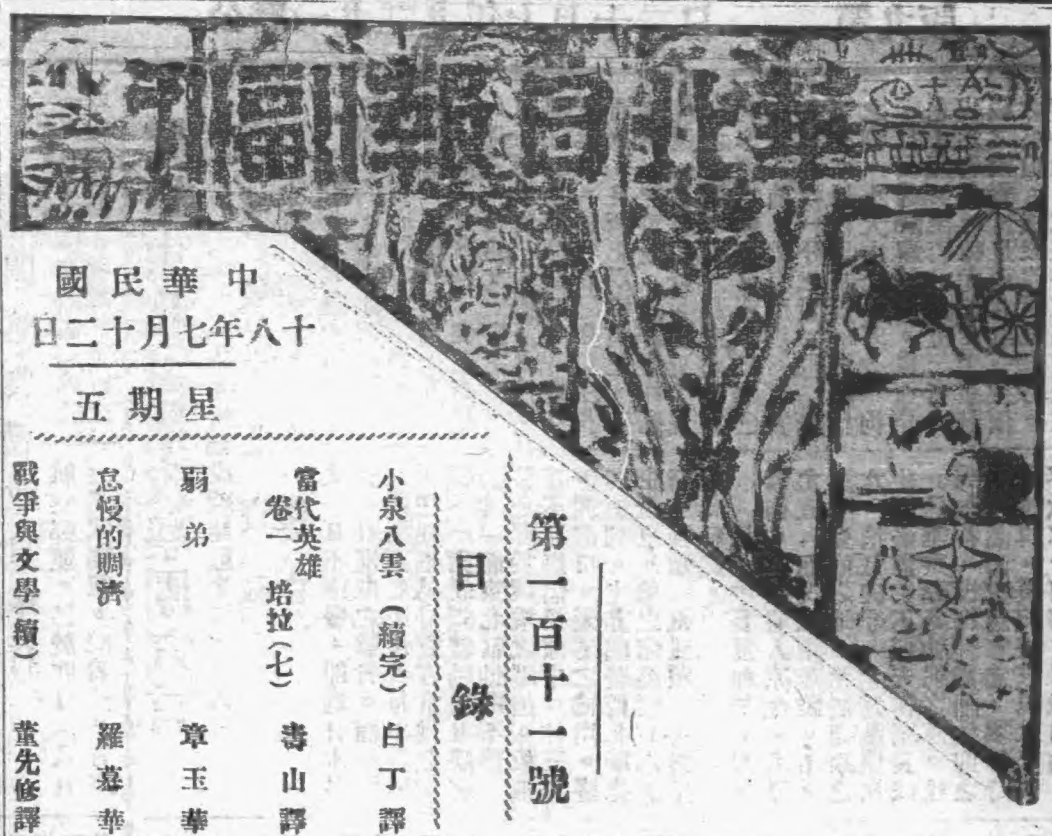 華北日報副刊
中華民國
十八年七月十二日
星期五
第一百十一號
目錄
小泉八雲(續完) 白丁譯
當代英雄
卷一 培拉(七) 壽山譯
弱弟 章玉華
怠慢的賙濟 羅慕華
戰爭與文學(續) 董先修譯